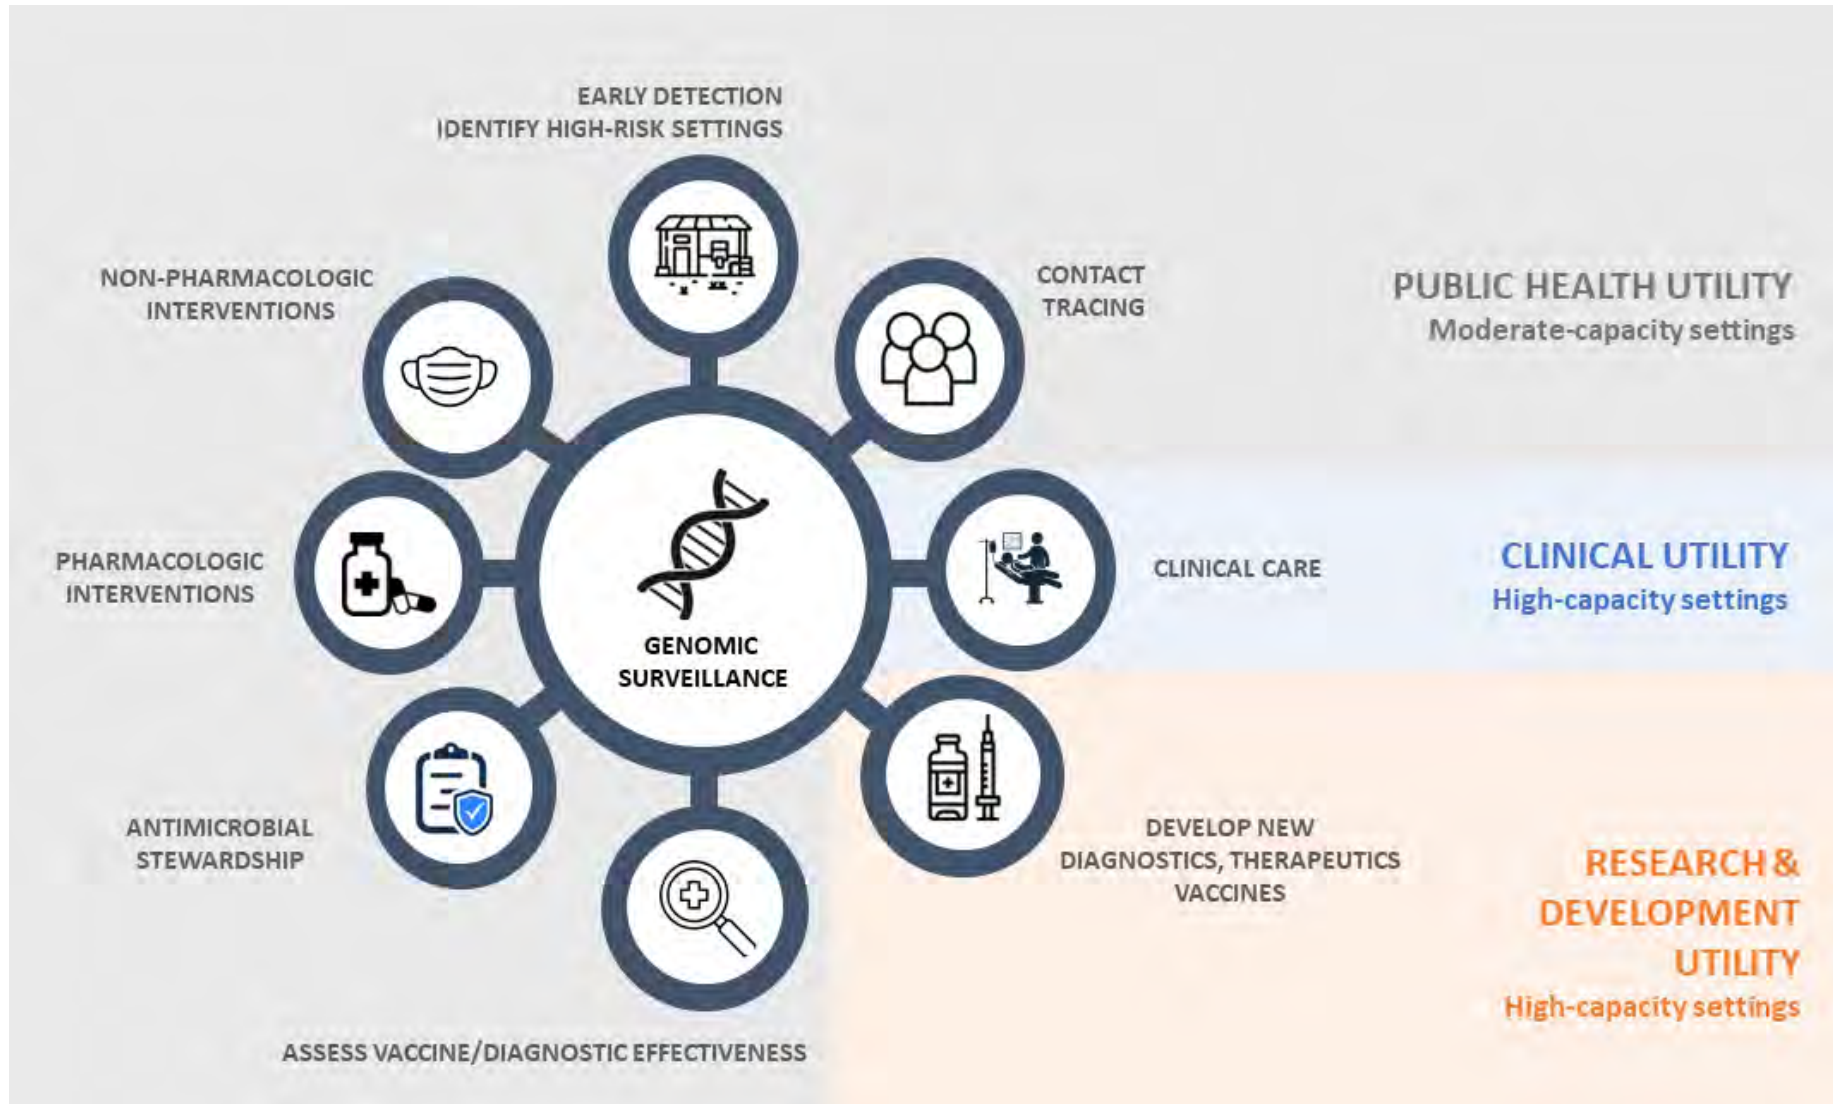 EARLY DETECTION
IDENTIFY HIGH-RISK SETTINGS
NON-PHARMACOLOGIC
INTERVENTIONS
CONTACT
TRACING
PUBLIC HEALTH UTILITY
Moderate-capacity settings
PHARMACOLOGIC
INTERVENTIONS
GENOMIC
SURVEILLANCE
CLINICAL CARE
CLINICAL UTILITY
High-capacity settings
ANTIMICROBIAL
STEWARDSHIP
DEVELOP NEW
DIAGNOSTICS, THERAPEUTICS
VACCINES
RESEARCH &
DEVELOPMENT
UTILITY
High-capacity settings
ASSESS VACCINE/DIAGNOSTIC EFFECTIVENESS